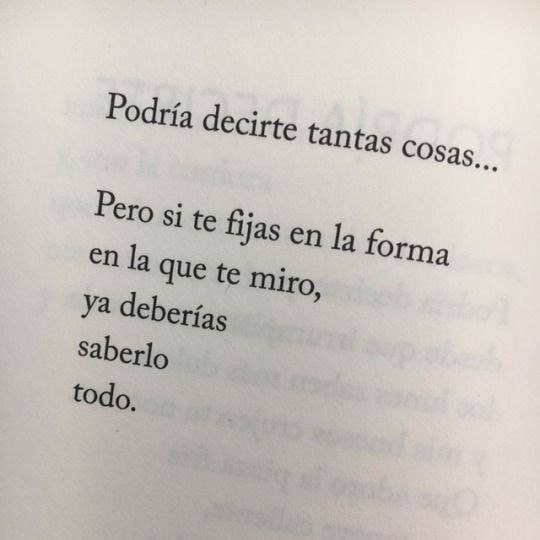 Podría decirte tantas cosas...
Pero si te fijas en la forma
en la que te miro,
ya deberías
saberlo
todo.